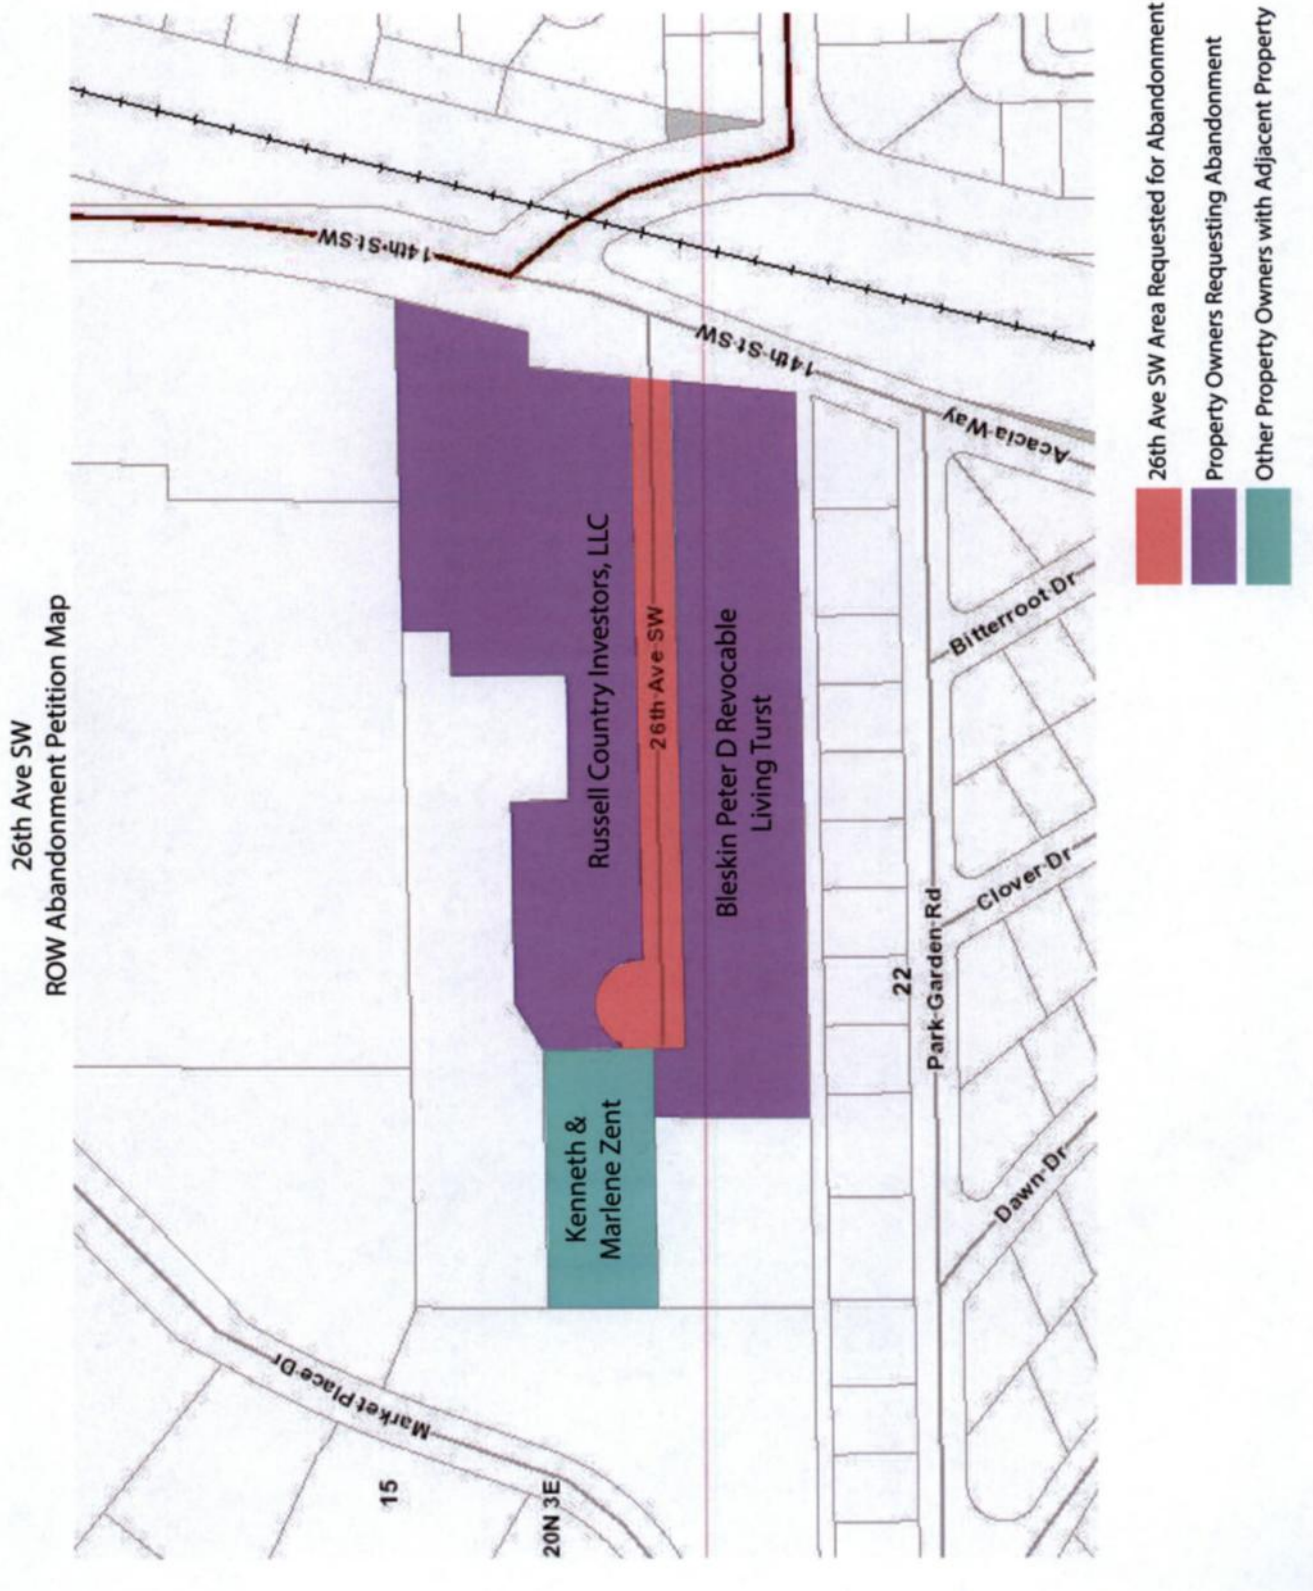 26th Ave SW
ROW Abandonment Petition Map
14th St SW
14th St SW
Acacia Way
Russell Country Investors, LLC
26th Ave SW
Bleskin Peter D Revocable
Living Turst
Kenneth &
Marlene Zent
Market Place Dr
15
20N 3E
22
Park Garden Rd
Bitterroot Dr
Clover Dr
Dawn Dr
26th Ave SW Area Requested for Abandonment
Property Owners Requesting Abandonment
Other Property Owners with Adjacent Property